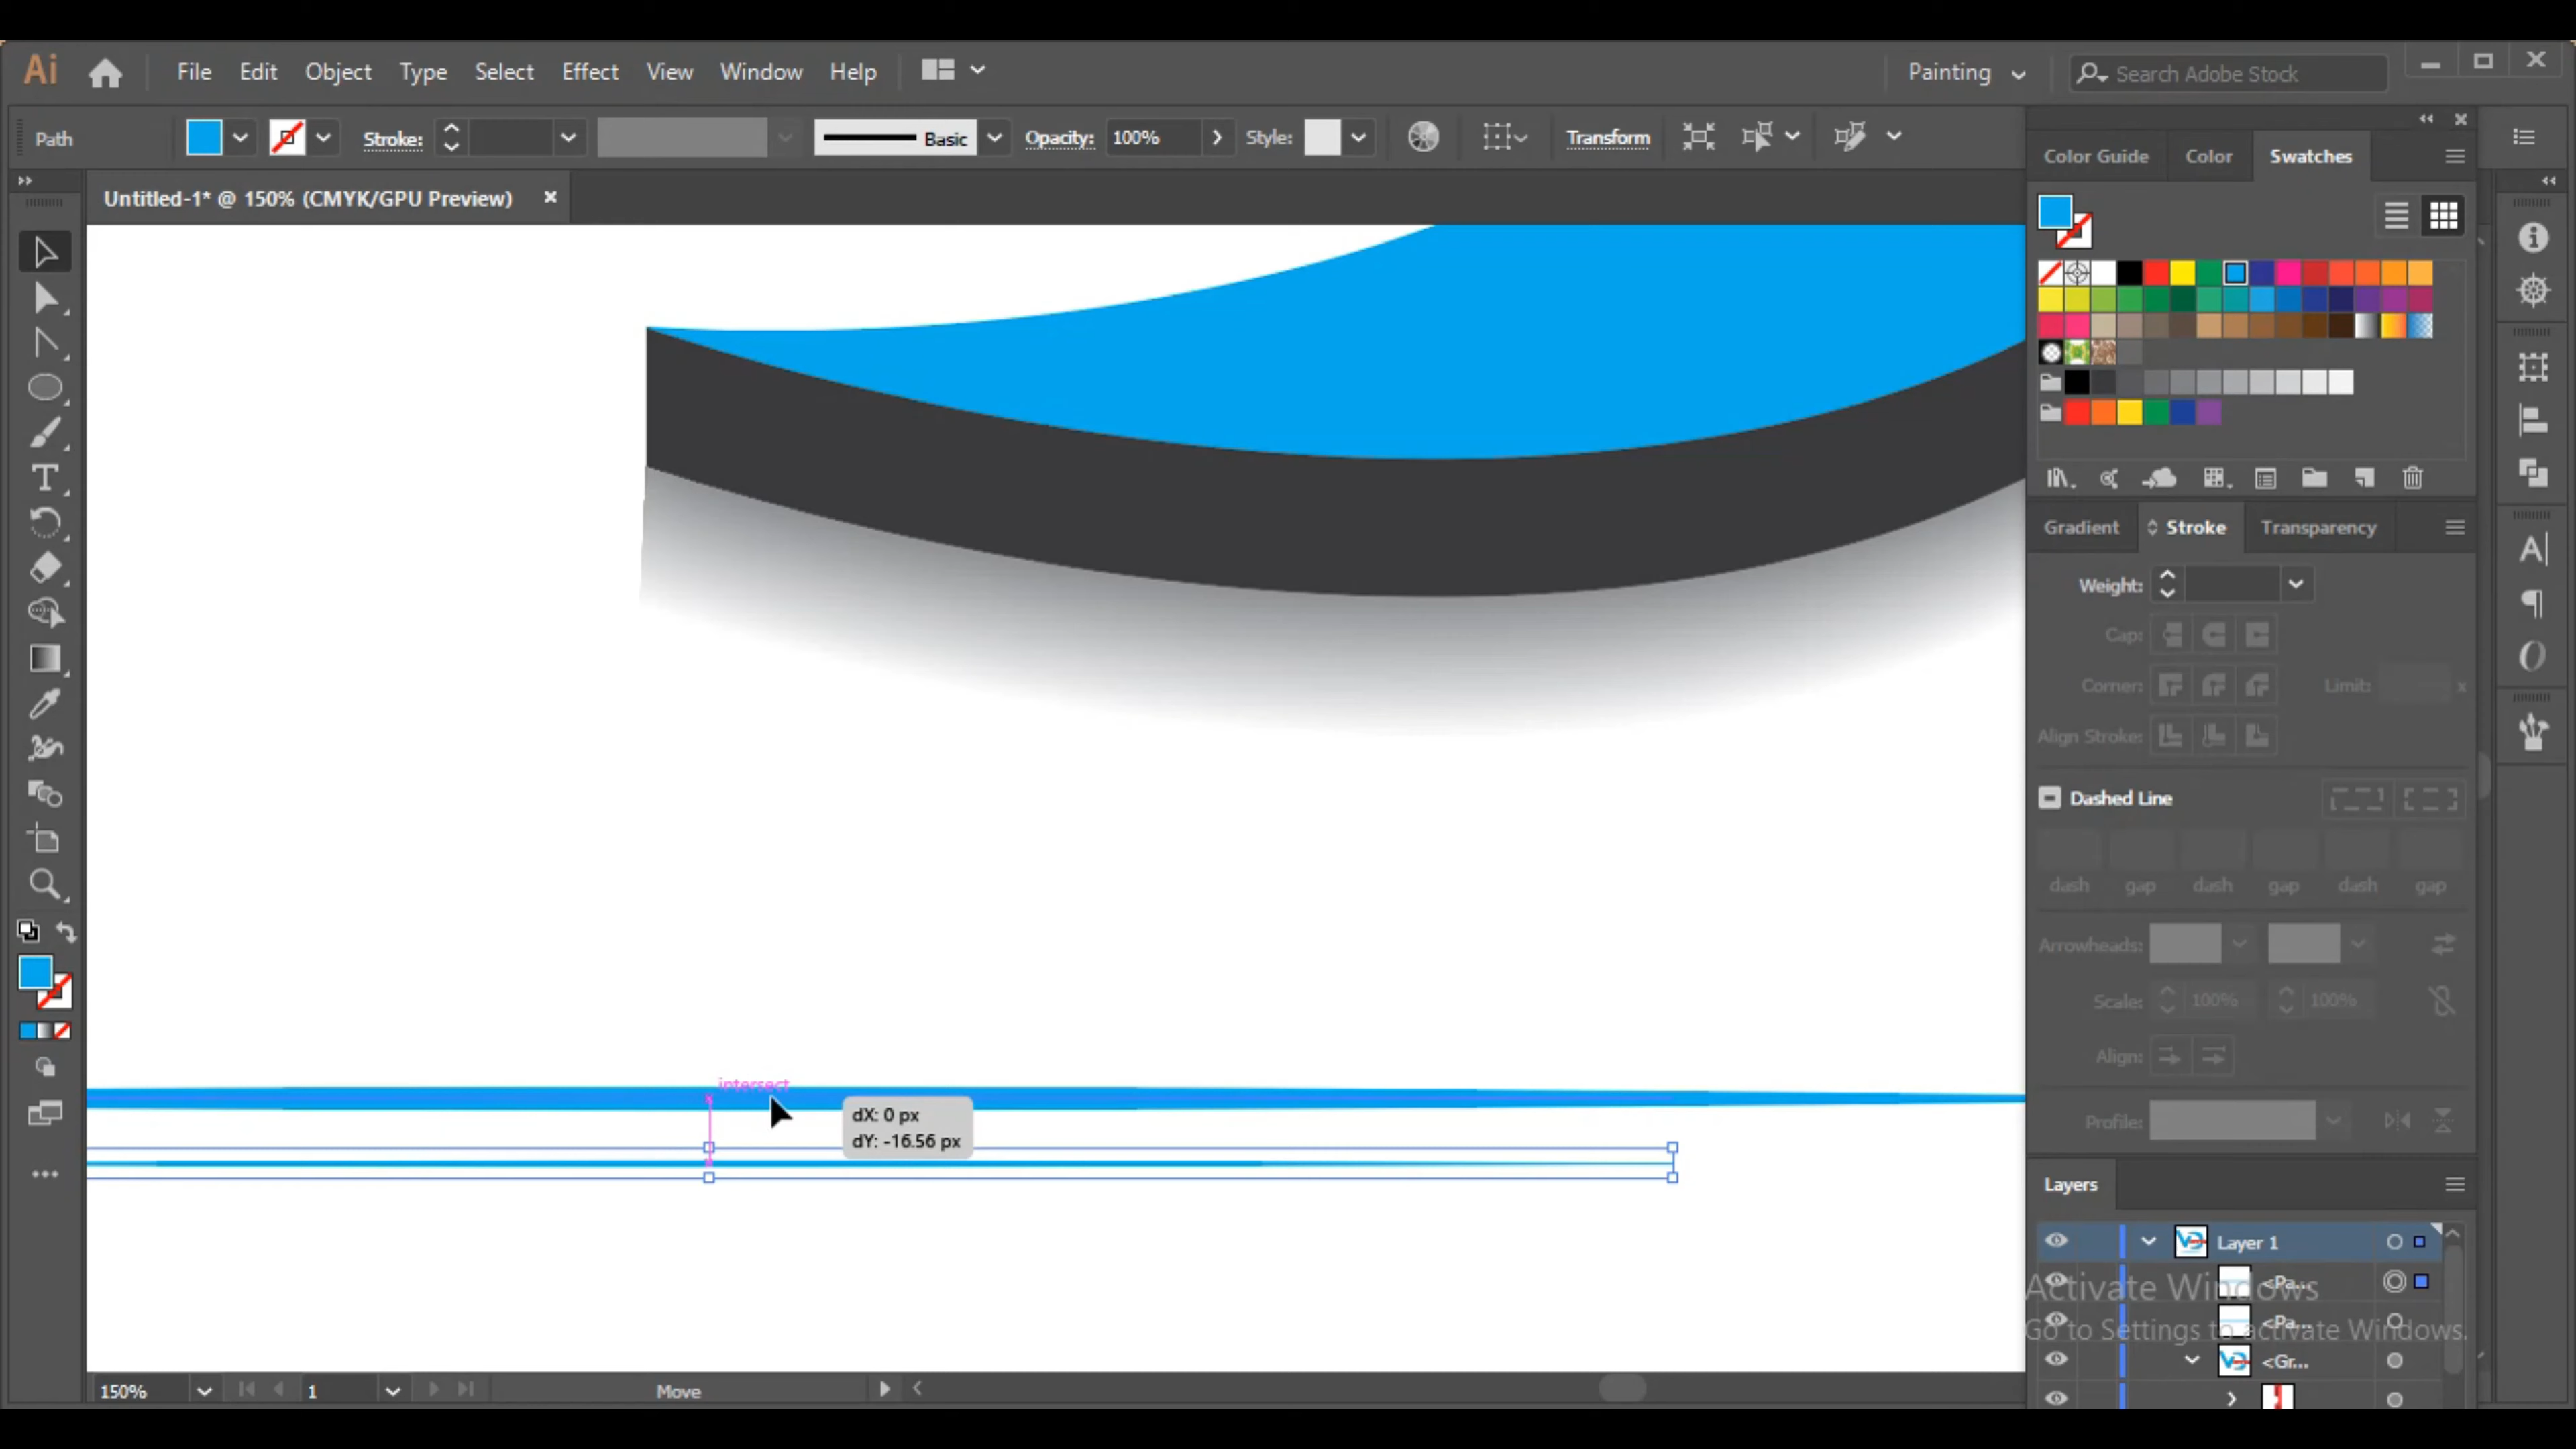 Ai File Edit Object Type Select Effect View Window Help Painting Search Adobe Stock
Path Stroke: Basic Opacity: 100% Style: Transform
Untitled-1* @ 150% (CMYK/GPU Preview)
Color Guide Color Swatches
Gradient Stroke Transparency
Weight:
Cap:
Corner: Limit: x
Align Stroke:
Dashed Line
dash gap dash gap dash gap
Arrowheads:
Scale: 100% 100%
Align:
Profile:
intersect
dX: 0 px
dY: -16.56 px
Layers
Layer 1
<Pa...
Activate Windows
<Pa...
Go to Settings to activate Windows.
<Gr...
150% 1 Move